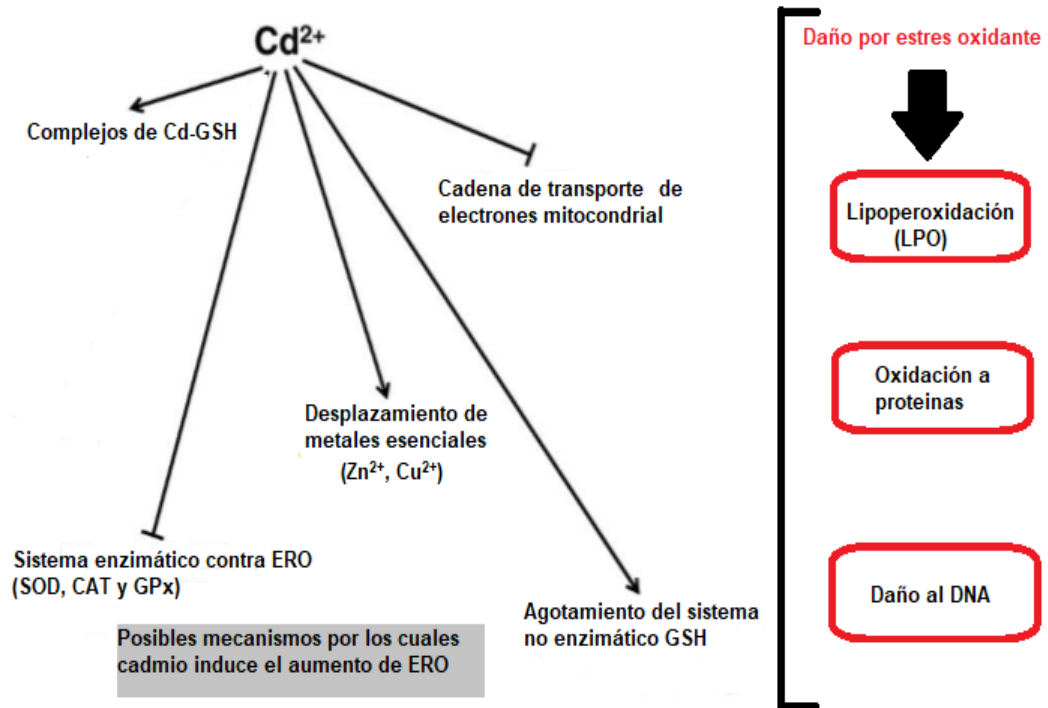 Cd²⁺
Complejos de Cd-GSH
Cadena de transporte de
electrones mitocondrial
Desplazamiento de
metales esenciales
(Zn²⁺, Cu²⁺)
Sistema enzimático contra ERO
(SOD, CAT y GPx)
Agotamiento del sistema
no enzimático GSH
Posibles mecanismos por los cuales
cadmio induce el aumento de ERO
Daño por estres oxidante
Lipoperoxidación
(LPO)
Oxidación a
proteinas
Daño al DNA